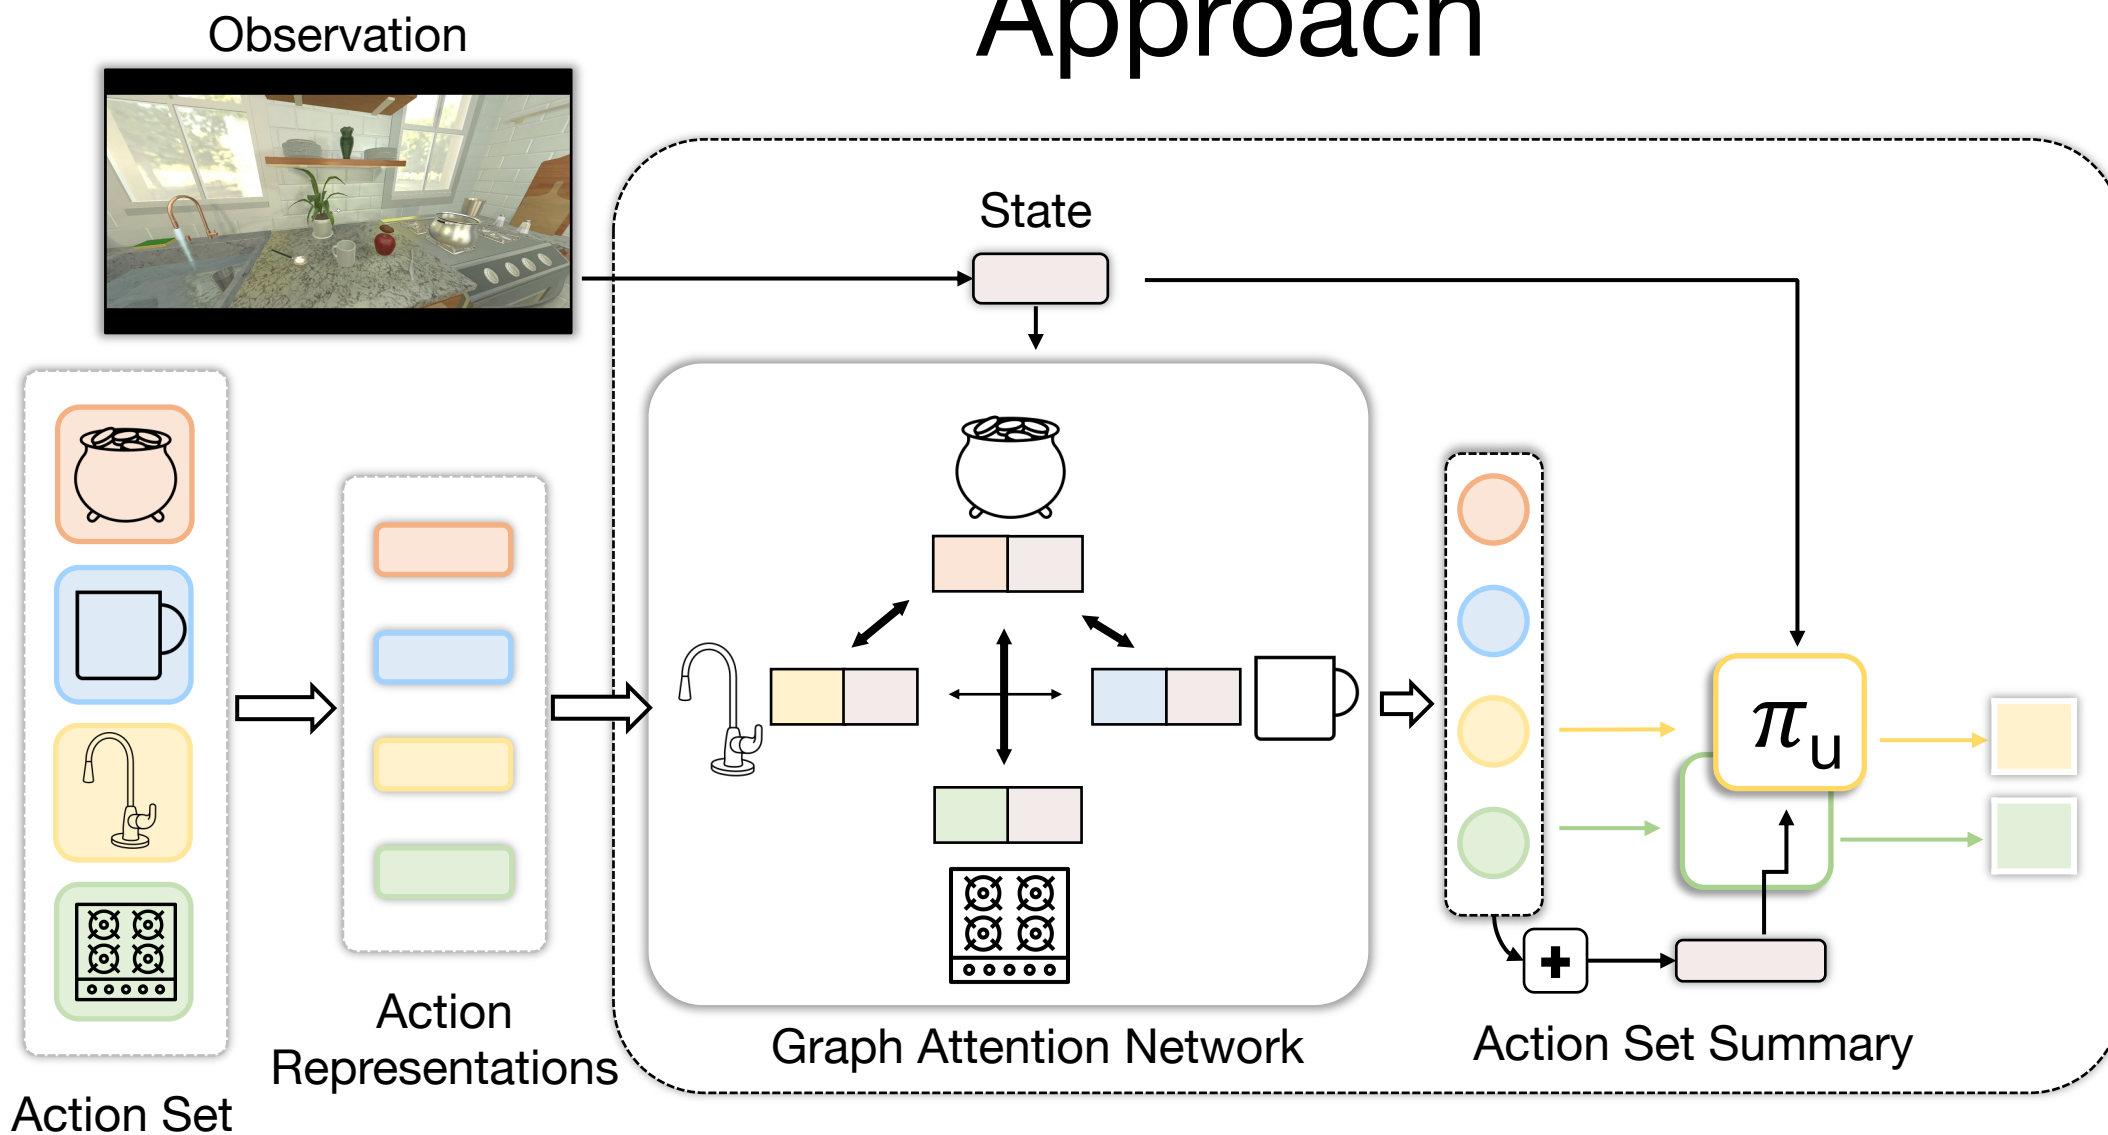 Approach
Observation
State
π u
Action
Representations
Graph Attention Network
Action Set Summary
Action Set